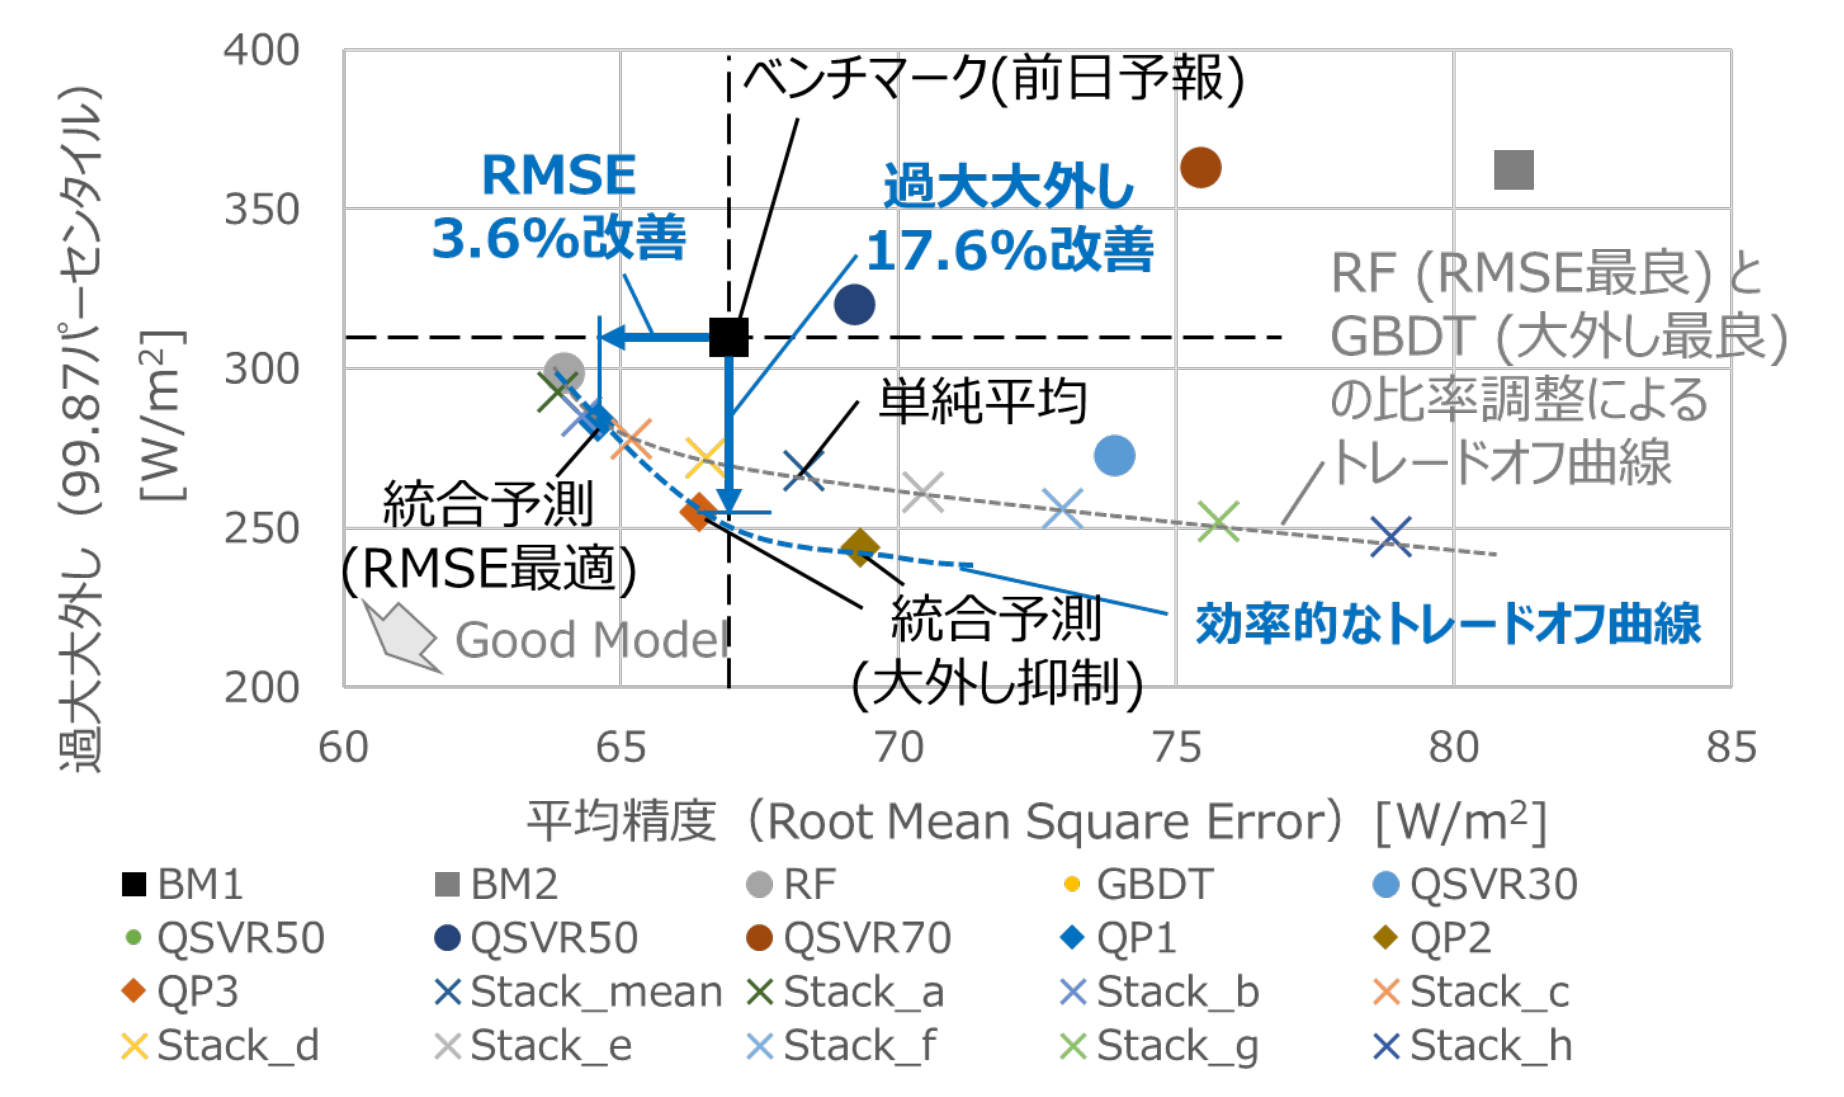 過大大外し（99.87パーセンタイル）
[W/m²]
400
350
300
250
200
ベンチマーク(前日予報)
RMSE
3.6%改善
過大大外し
17.6%改善
RF (RMSE最良) と
GBDT (大外し最良)
の比率調整による
トレードオフ曲線
単純平均
統合予測
(RMSE最適)
Good Model
統合予測
(大外し抑制)
効率的なトレードオフ曲線
60 65 70 75 80 85
平均精度（Root Mean Square Error）[W/m²]
BM1 BM2 RF GBDT QSVR30
QSVR50 QSVR50 QSVR70 QP1 QP2
QP3 Stack_mean Stack_a Stack_b Stack_c
Stack_d Stack_e Stack_f Stack_g Stack_h